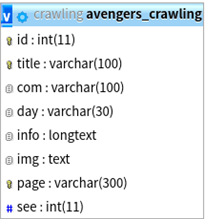 v crawling avengers_crawling
id : int(11)
title : varchar(100)
com : varchar(100)
day : varchar(30)
info : longtext
img : text
page : varchar(300)
# see : int(11)